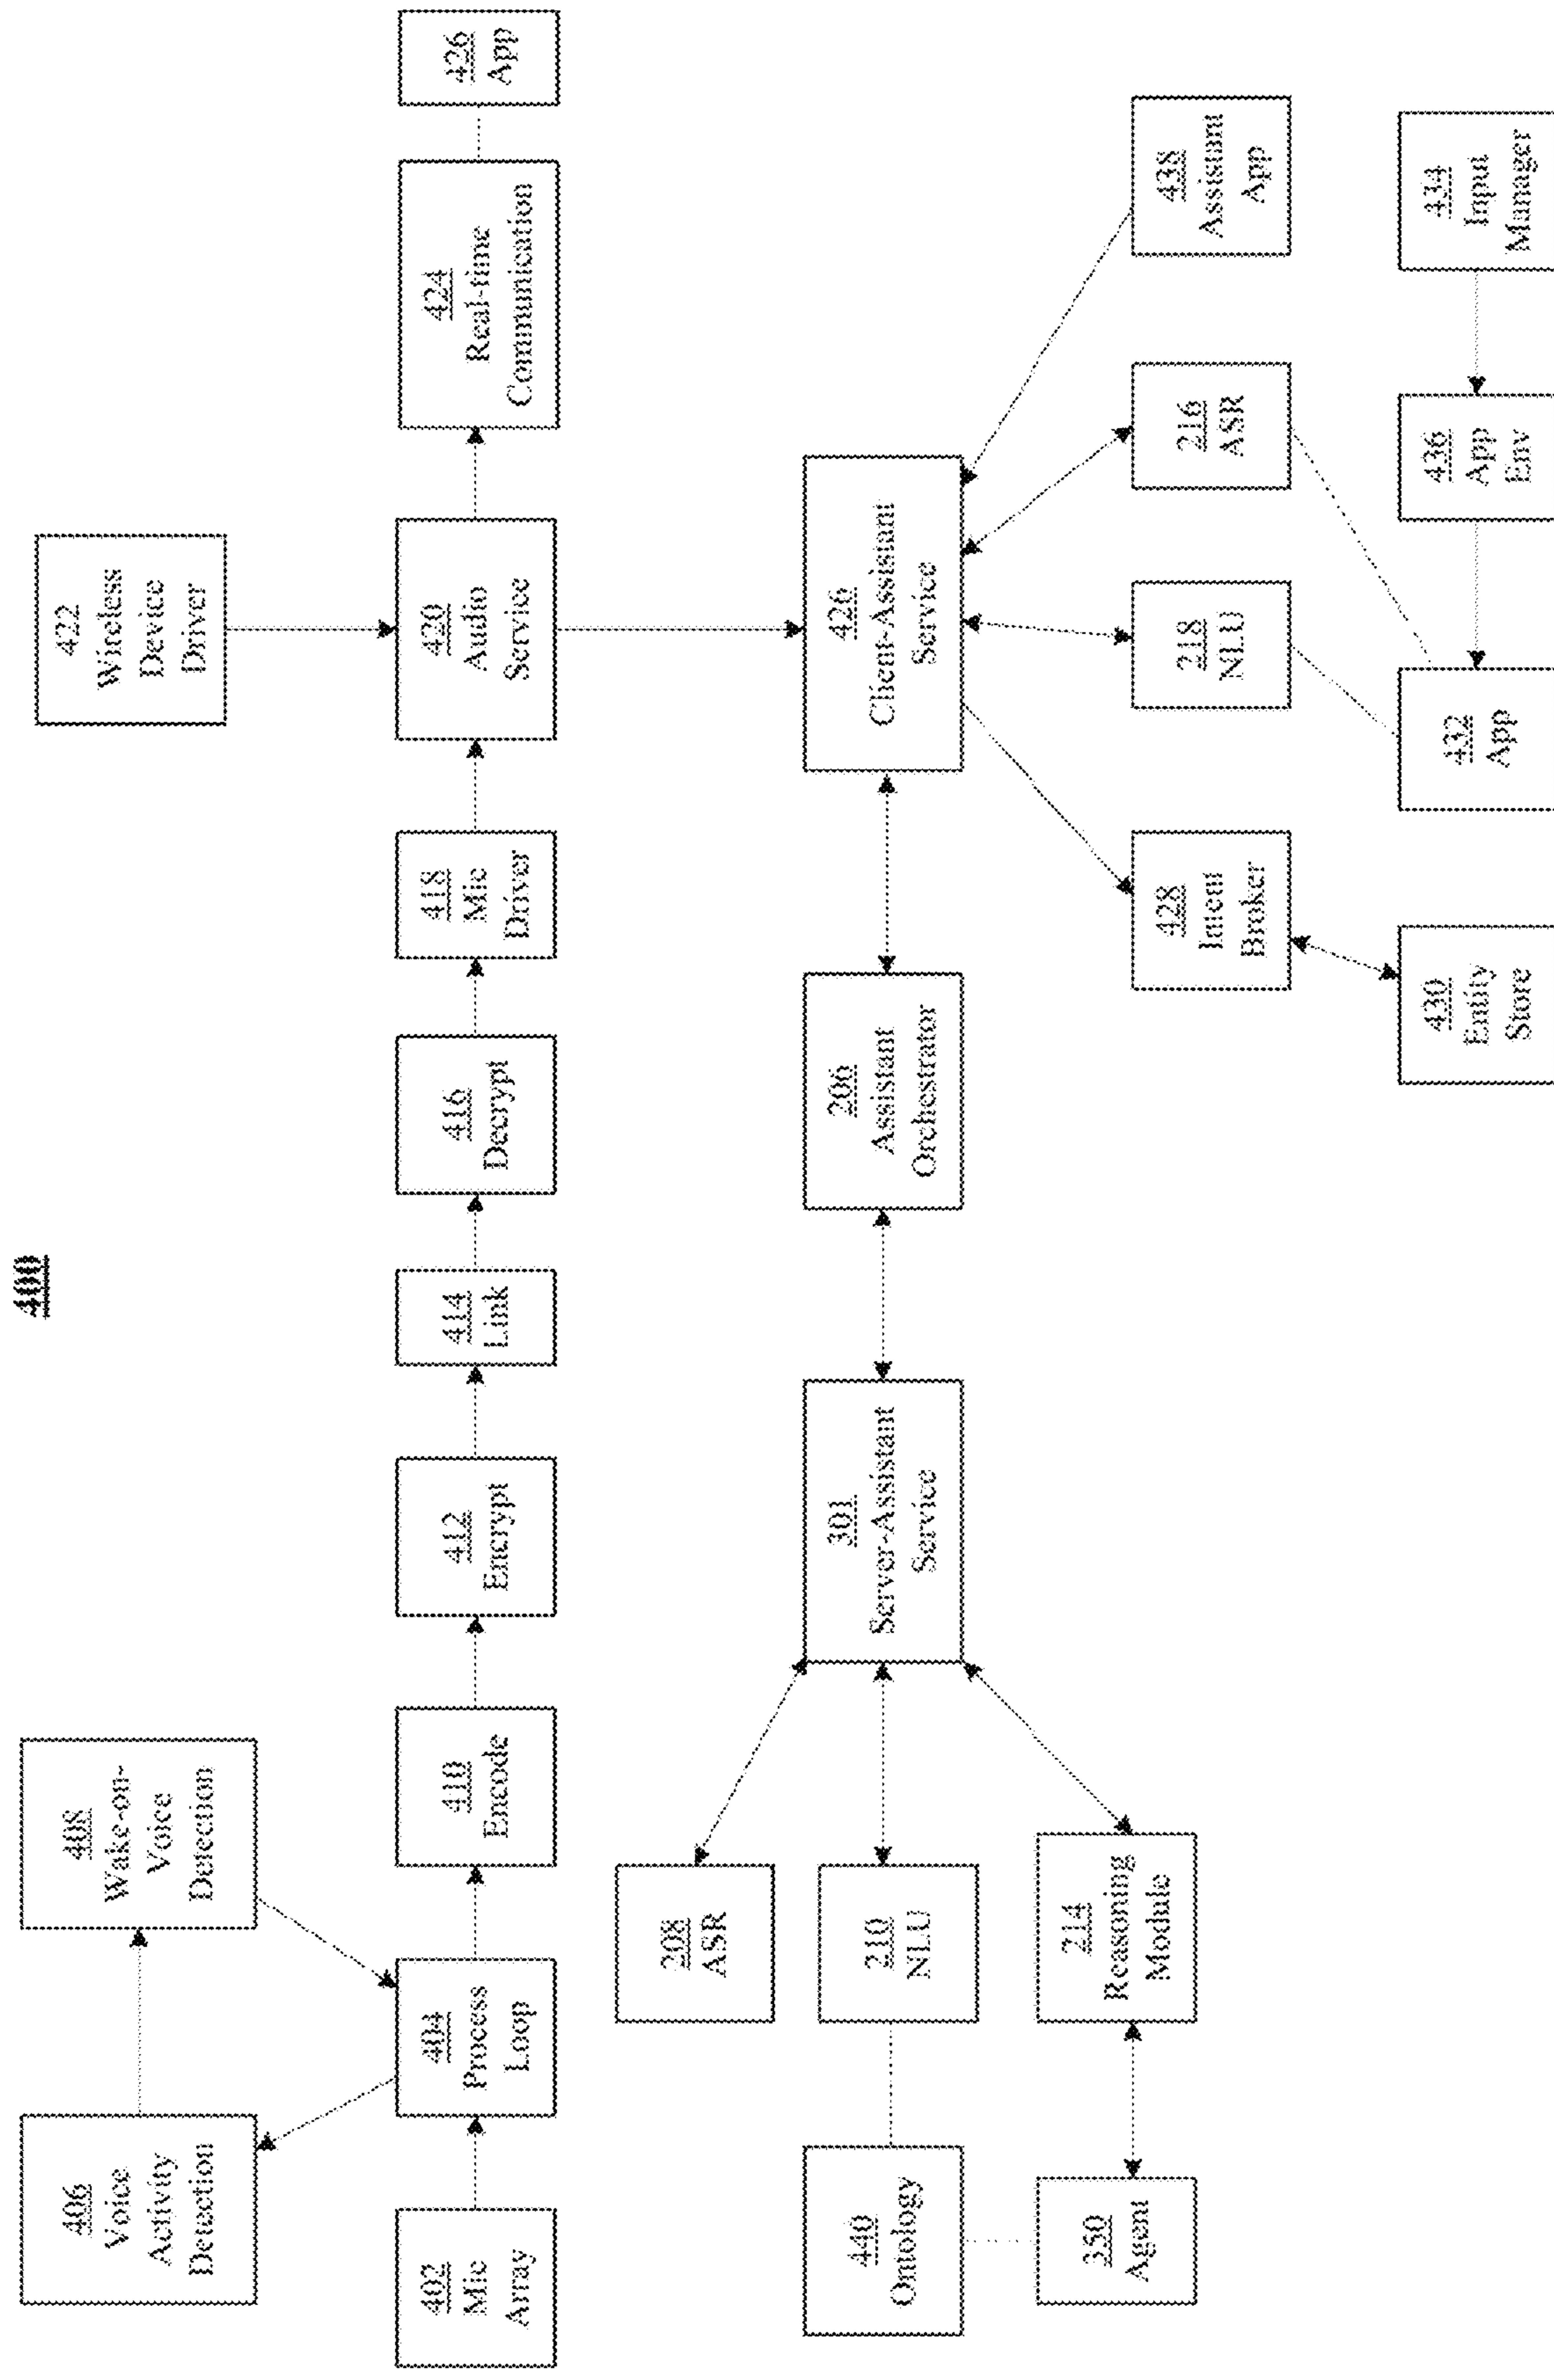 400
406
Voice
Activity
Detection
408
Wake-on-
Voice
Detection
422
Wireless
Device
Driver
402
Mic
Array
404
Process
Loop
410
Encode
412
Encrypt
414
Link
416
Decrypt
418
Mic
Driver
420
Audio
Service
424
Real-time
Communication
426
App
208
ASR
440
Ontology
210
NLU
301
Server-Assistant
Service
206
Assistant
Orchestrator
426
Client-Assistant
Service
350
Agent
214
Reasoning
Module
428
Intent
Broker
218
NLU
216
ASR
438
Assistant
App
430
Entity
Store
432
App
436
App
Env
434
Input
Manager